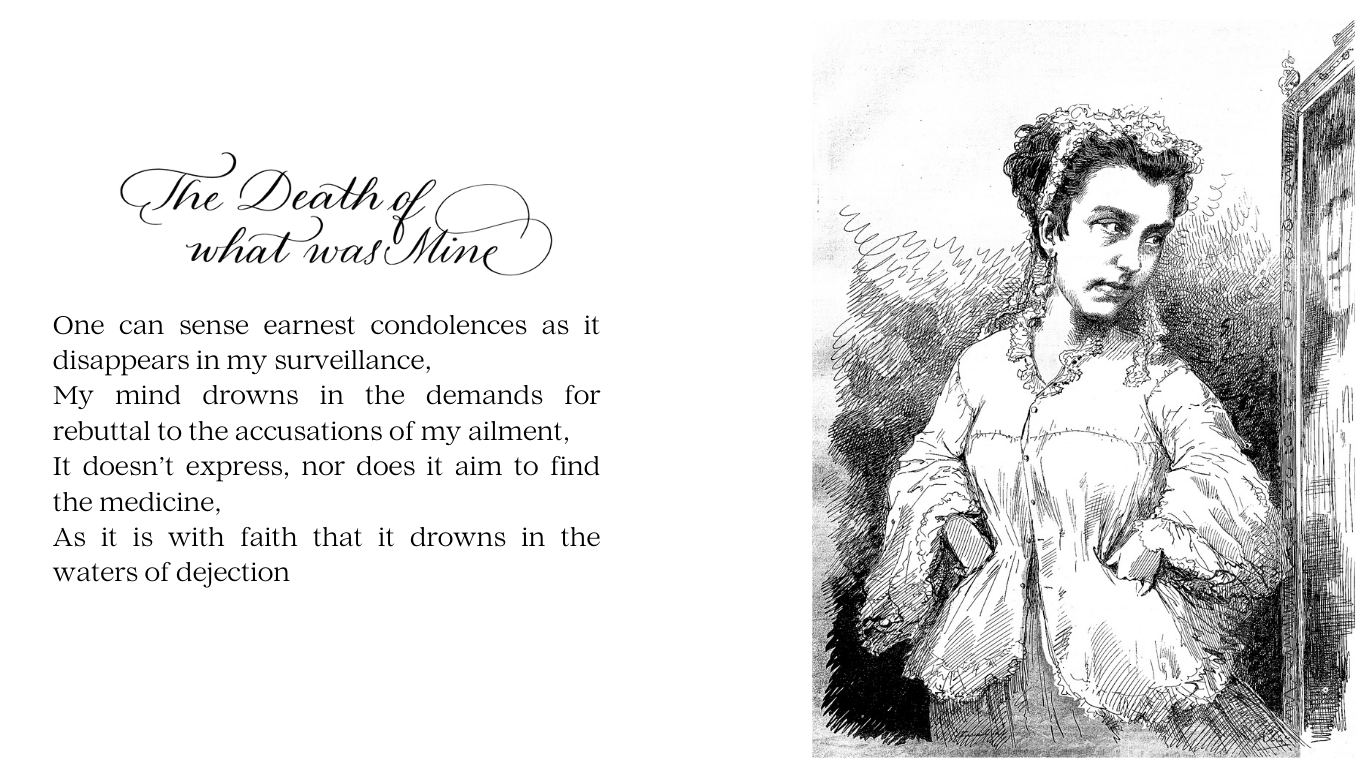 The Death of
what was Mine
One can sense earnest condolences as it
disappears in my surveillance,
My mind drowns in the demands for
rebuttal to the accusations of my ailment,
It doesn’t express, nor does it aim to find
the medicine,
As it is with faith that it drowns in the
waters of dejection